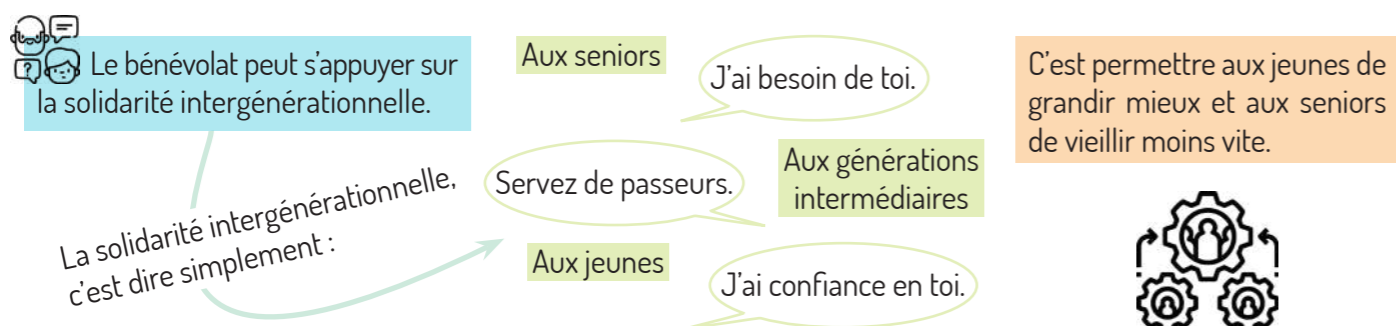 Le bénévolat peut s'appuyer sur
la solidarité intergénérationnelle.
La solidarité intergénérationnelle,
c'est dire simplement :
Aux seniors
J'ai besoin de toi.
Servez de passeurs.
Aux générations
intermédiaires
Aux jeunes
J'ai confiance en toi.
C'est permettre aux jeunes de
grandir mieux et aux seniors
de vieillir moins vite.